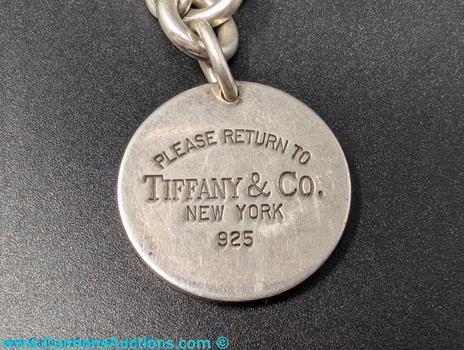 PLEASE RETURN TO
TIFFANY & CO.
NEW YORK
925